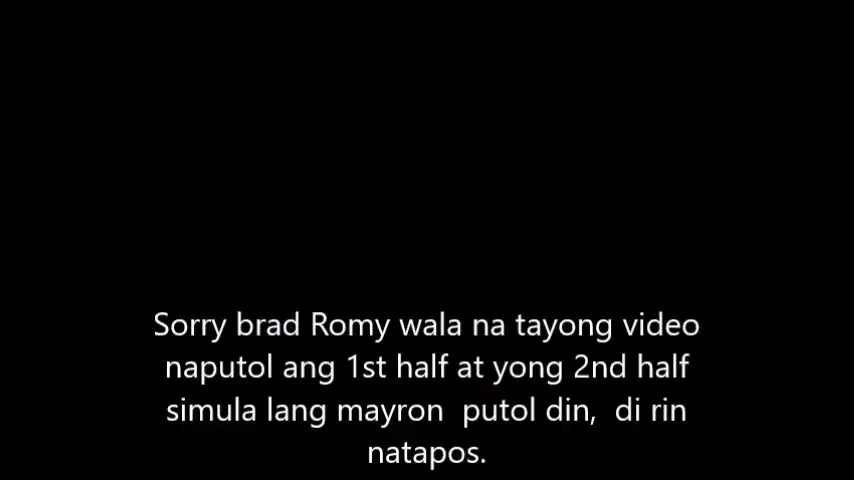 Sorry brad Romy wala na tayong video
naputol ang 1st half at yong 2nd half
simula lang mayron  putol din,  di rin
natapos.